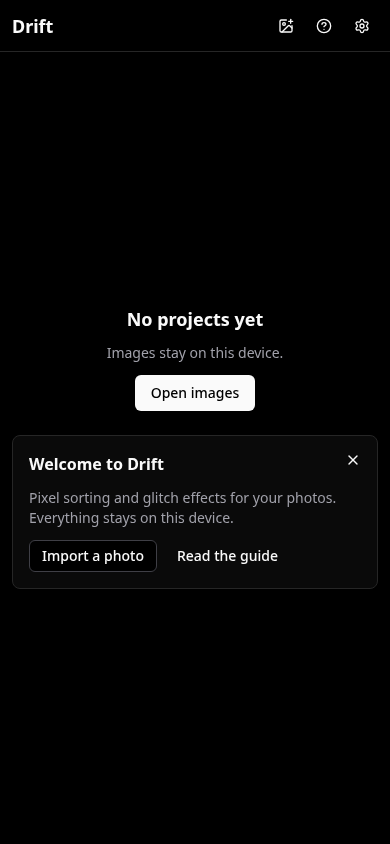 Drift
No projects yet
Images stay on this device.
Open images
Welcome to Drift
Pixel sorting and glitch effects for your photos.
Everything stays on this device.
Import a photo
Read the guide